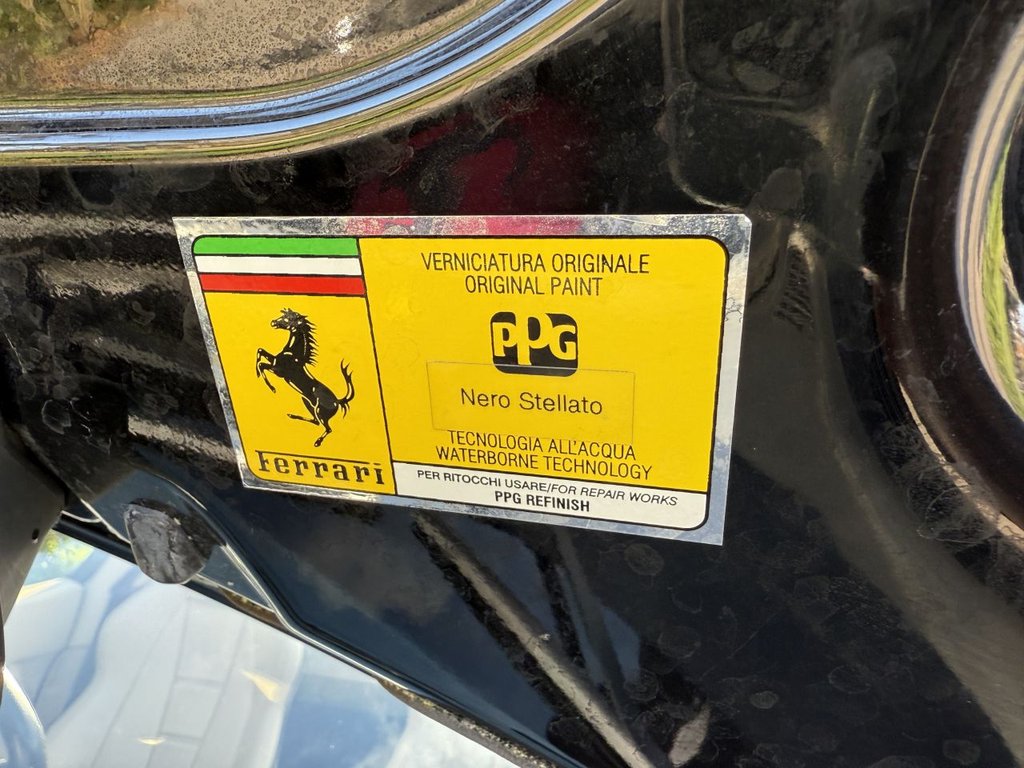 VERNICIATURA ORIGINALE
ORIGINAL PAINT
PPG
Nero Stellato
TECNOLOGIA ALL'ACQUA
WATERBORNE TECHNOLOGY
Ferrari
PER RITOCCHI USARE/FOR REPAIR WORKS
PPG REFINISH